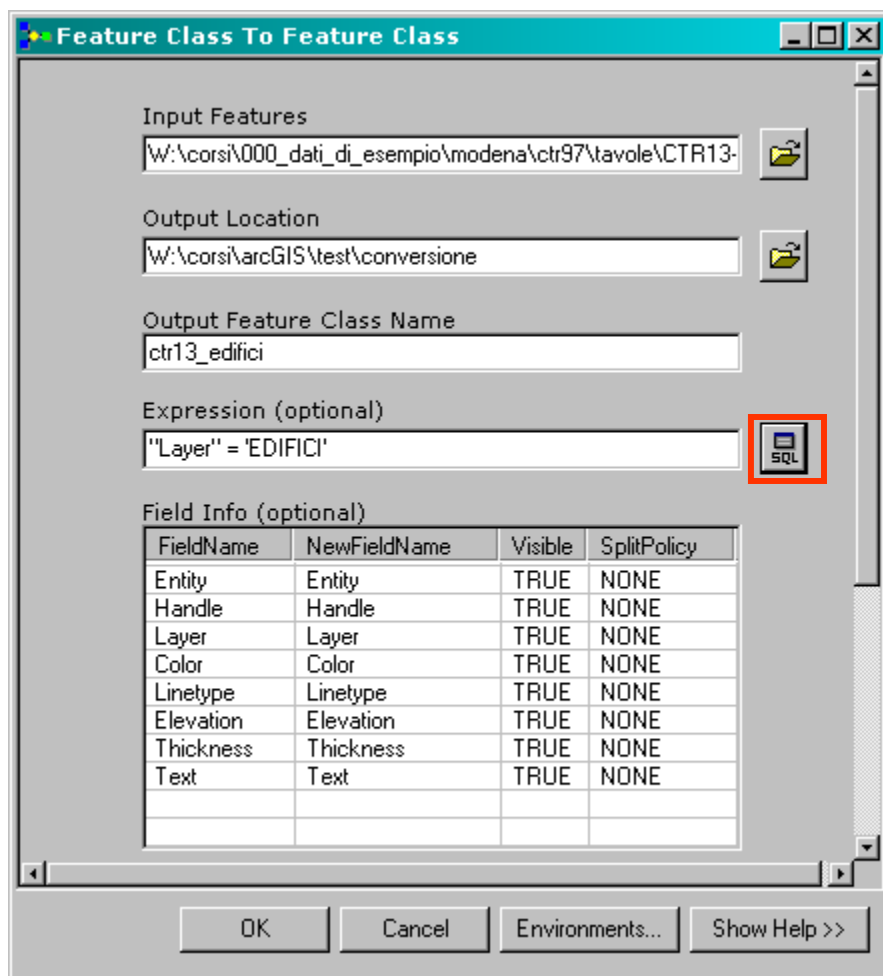 Feature Class To Feature Class
Input Features
W:\corsi\000_dati_di_esempio\modena\ctr97\tavole\CTR13-
Output Location
W:\corsi\arcGIS\test\conversione
Output Feature Class Name
ctr13_edifici
Expression (optional)
"Layer" = 'EDIFICI'
SQL
Field Info (optional)
FieldName NewFieldName Visible SplitPolicy
Entity Entity TRUE NONE
Handle Handle TRUE NONE
Layer Layer TRUE NONE
Color Color TRUE NONE
Linetype Linetype TRUE NONE
Elevation Elevation TRUE NONE
Thickness Thickness TRUE NONE
Text Text TRUE NONE
OK Cancel Environments... Show Help >>